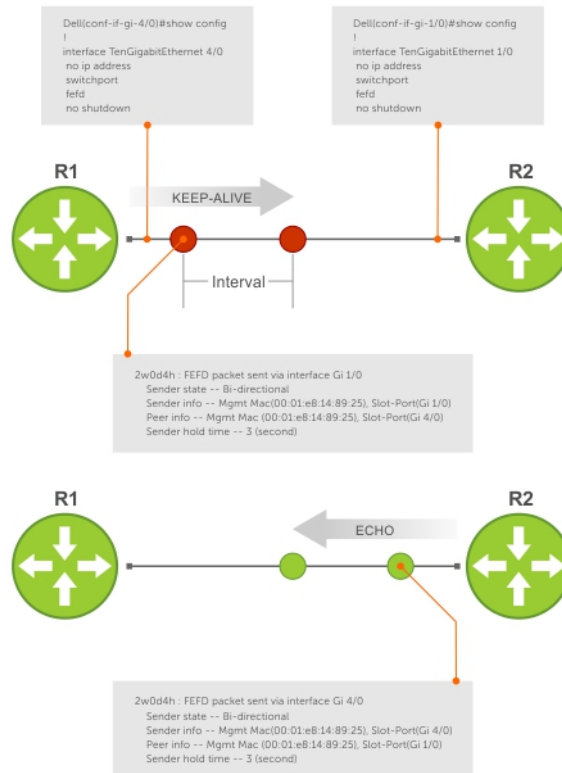 Dell(conf-if-gi-4/0)#show config
!
interface TenGigabitEthernet 4/0
no ip address
switchport
fefd
no shutdown
Dell(conf-if-gi-1/0)#show config
!
interface TenGigabitEthernet 1/0
no ip address
switchport
fefd
no shutdown
R1
R2
KEEP-ALIVE
Interval
2w0d4h : FEFD packet sent via interface Gi 1/0
Sender state -- Bi-directional
Sender info -- Mgmt Mac(00:01:e8:14:89:25), Slot-Port(Gi 1/0)
Peer info -- Mgmt Mac (00:01:e8:14:89:25), Slot-Port(Gi 4/0)
Sender hold time -- 3 (second)
R1
R2
ECHO
2w0d4h : FEFD packet sent via interface Gi 4/0
Sender state -- Bi-directional
Sender info -- Mgmt Mac(00:01:e8:14:89:25), Slot-Port(Gi 4/0)
Peer info -- Mgmt Mac (00:01:e8:14:89:25), Slot-Port(Gi 1/0)
Sender hold time -- 3 (second)